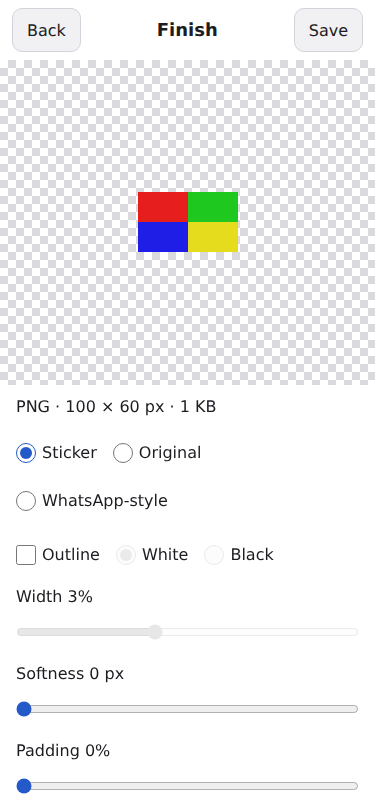 Back Finish Save
PNG · 100 × 60 px · 1 KB
Sticker Original
WhatsApp-style
Outline White Black
Width 3%
Softness 0 px
Padding 0%